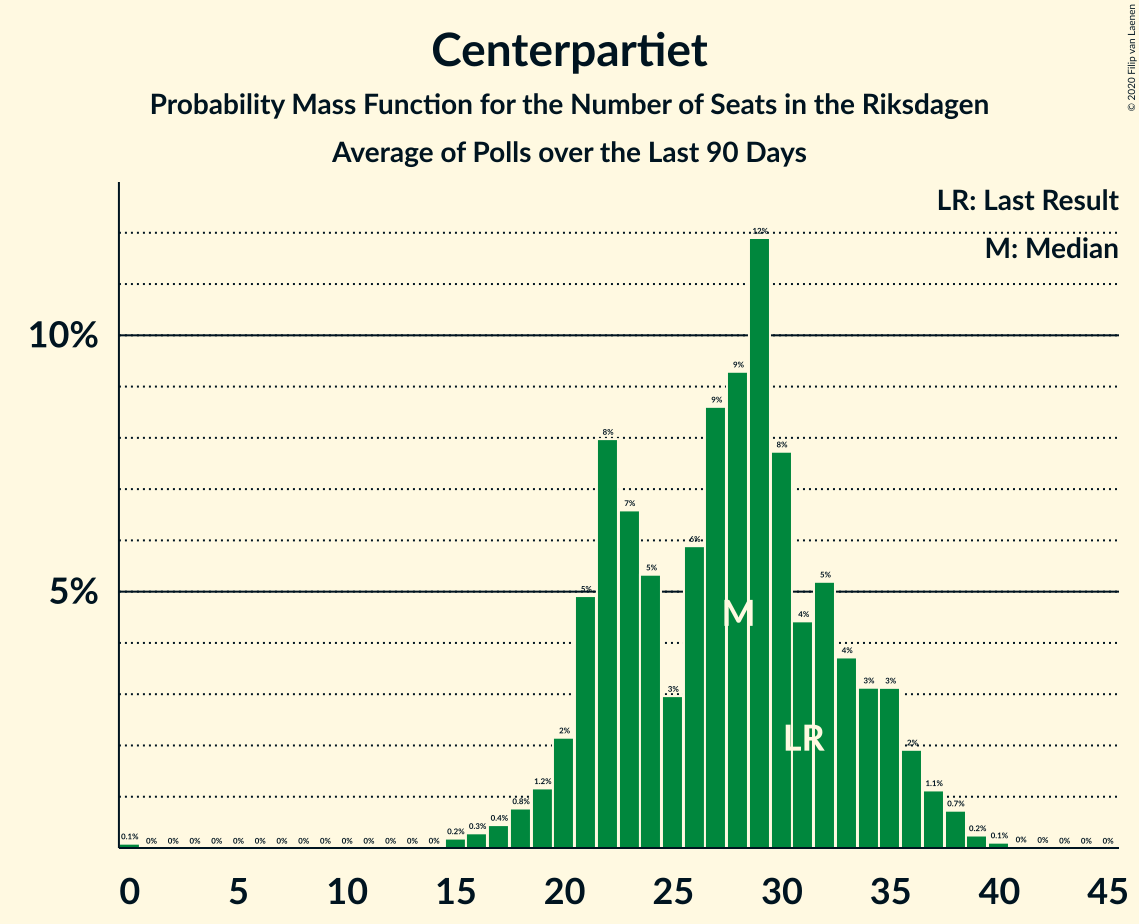 Centerpartiet
Probability Mass Function for the Number of Seats in the Riksdagen
Average of Polls over the Last 90 Days
© 2020 Filip van Laenen
LR: Last Result
M: Median
10%
5%
0.1% 0% 0% 0% 0% 0% 0% 0% 0% 0% 0% 0% 0% 0% 0% 0.2% 0.3% 0.4% 0.8% 1.2% 2% 5% 8% 7% 5% 3% 6% 9% 9% 12% 8% 4% 5% 4% 3% 3% 2% 1.1% 0.7% 0.2% 0.1% 0% 0% 0% 0% 0%
M
LR
0 5 10 15 20 25 30 35 40 45